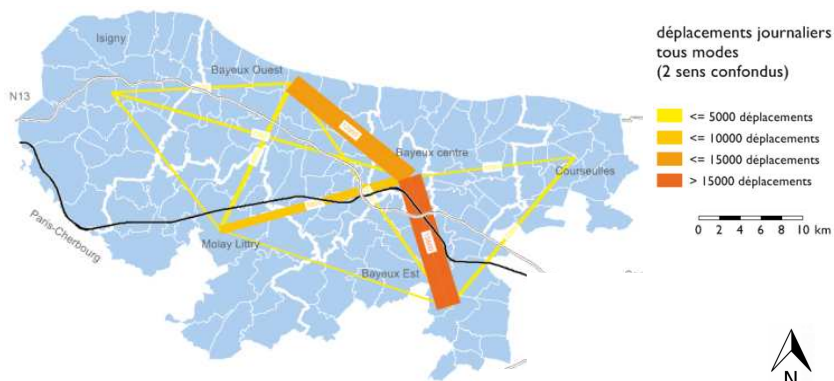 déplacements journaliers
tous modes
(2 sens confondus)
<= 5000 déplacements
<= 10000 déplacements
<= 15000 déplacements
> 15000 déplacements
0 2 4 6 8 10 km
Isigny
Bayeux Ouest
N13
Bayeux centre
Courseulles
Paris-Cherbourg
Molay Littry
Bayeux Est
N